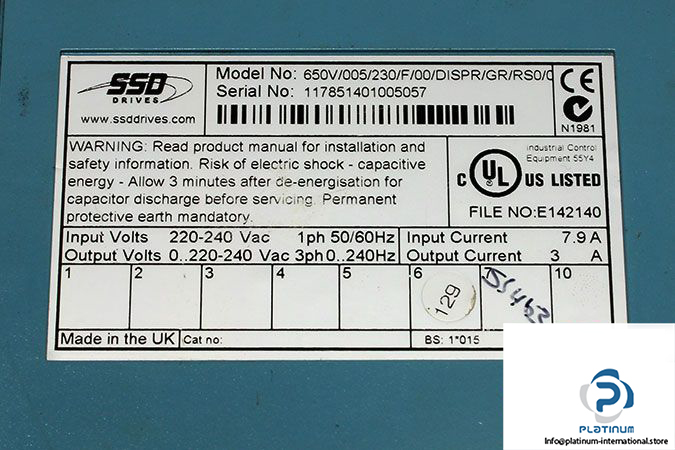 SSD
DRIVES
www.ssddrives.com
Model No: 650V/005/230/F/00/DISPR/GR/RS0/0
Serial No: 117851401005057
CE
N1981
WARNING: Read product manual for installation and
safety information. Risk of electric shock - capacitive
energy - Allow 3 minutes after de-energisation for
capacitor discharge before servicing. Permanent
protective earth mandatory.
Industrial Control
Equipment 55Y4
C UL US LISTED
FILE NO:E142140
Input Volts 220-240 Vac 1ph 50/60Hz
Output Volts 0..220-240 Vac 3ph 0..240Hz
Input Current 7.9 A
Output Current 3 A
1 2 3 4 5 6 7 10
129
Made in the UK
Cat no:
BS: 1*015
PLATINUM
Info@platinum-international.store